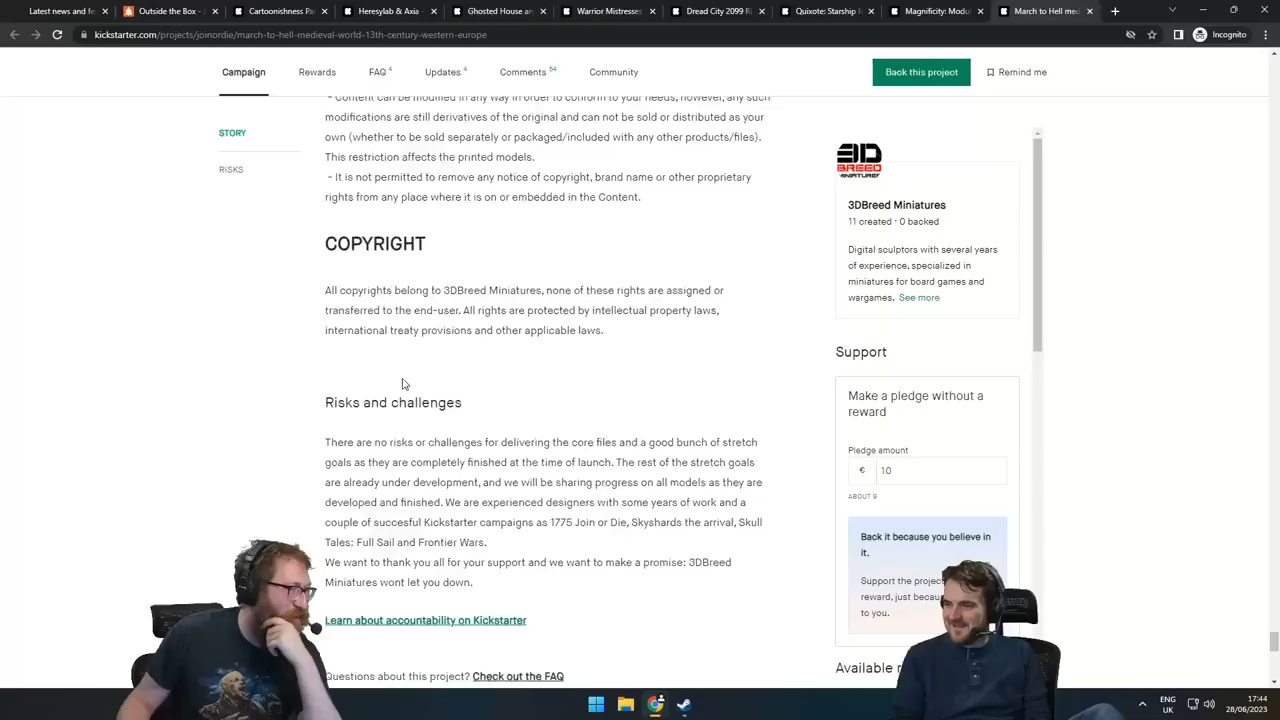 Latest news and fe
Outside the Box -
Cartoonishness Pa
Heresylab & Axia
Ghosted House an
Warrior Mistresses
Dread City 2099 R
Quixote: Starship
Magnificity: Modul
March to Hell med
kickstarter.com/projects/joinordie/march-to-hell-medieval-world-13th-century-western-europe
Incognito
Campaign
Rewards
FAQ 4
Updates 4
Comments 54
Community
Back this project
Remind me
STORY
RISKS
- Content can be modified in any way in order to conform to your needs, however, any such
modifications are still derivatives of the original and can not be sold or distributed as your
own (whether to be sold separately or packaged/included with any other products/files).
This restriction affects the printed models.
- It is not permitted to remove any notice of copyright, brand name or other proprietary
rights from any place where it is on or embedded in the Content.
COPYRIGHT
All copyrights belong to 3DBreed Miniatures, none of these rights are assigned or
transferred to the end-user. All rights are protected by intellectual property laws,
international treaty provisions and other applicable laws.
Risks and challenges
There are no risks or challenges for delivering the core files and a good bunch of stretch
goals as they are completely finished at the time of launch. The rest of the stretch goals
are already under development, and we will be sharing progress on all models as they are
developed and finished. We are experienced designers with some years of work and a
couple of succesful Kickstarter campaigns as 1775 Join or Die, Skyshards the arrival, Skull
Tales: Full Sail and Frontier Wars.
We want to thank you all for your support and we want to make a promise: 3DBreed
Miniatures wont let you down.
Learn about accountability on Kickstarter
Questions about this project? Check out the FAQ
3D
BREED
3DBreed Miniatures
11 created · 0 backed
Digital sculptors with several years
of experience, specialized in
miniatures for board games and
wargames. See more
Support
Make a pledge without a
reward
Pledge amount
€ 10
ABOUT 9
Back it because you believe in
it.
Support the project
reward, just becau
to you.
Available r
ENG
UK
17:44
28/06/2023